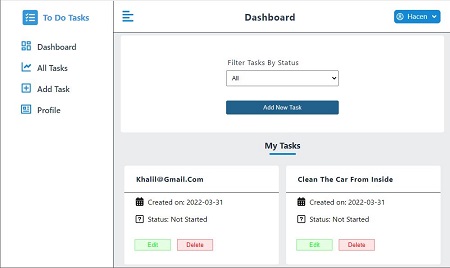 To Do Tasks
Dashboard
All Tasks
Add Task
Profile
Dashboard
Hacen
Filter Tasks By Status
All
Add New Task
My Tasks
Khalil@Gmail.Com
Created on: 2022-03-31
Status: Not Started
Edit
Delete
Clean The Car From Inside
Created on: 2022-03-31
Status: Not Started
Edit
Delete